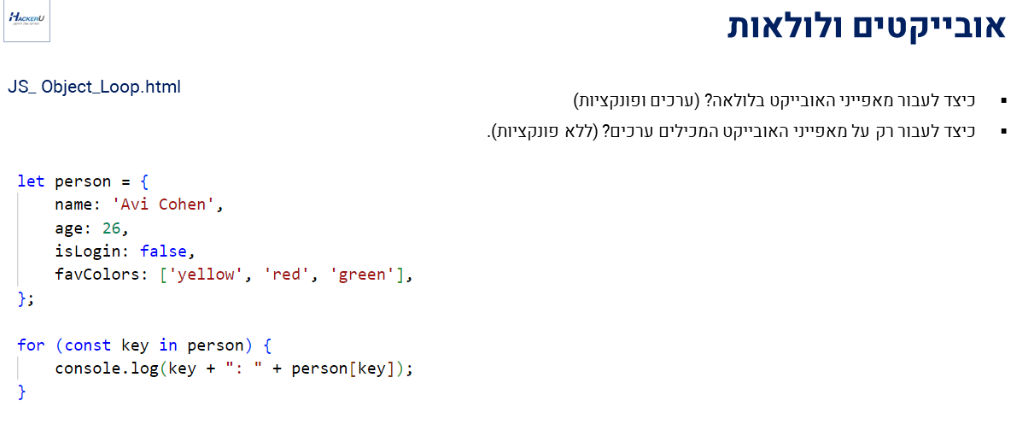 HACKERU
אובייקטים ולולאות
JS_ Object_Loop.html
▪ כיצד לעבור מאפייני האובייקט בלולאה? (ערכים ופונקציות)
▪ כיצד לעבור רק על מאפייני האובייקט המכילים ערכים? (ללא פונקציות).
let person = {
    name: 'Avi Cohen',
    age: 26,
    isLogin: false,
    favColors: ['yellow', 'red', 'green'],
};
for (const key in person) {
    console.log(key + ": " + person[key]);
}